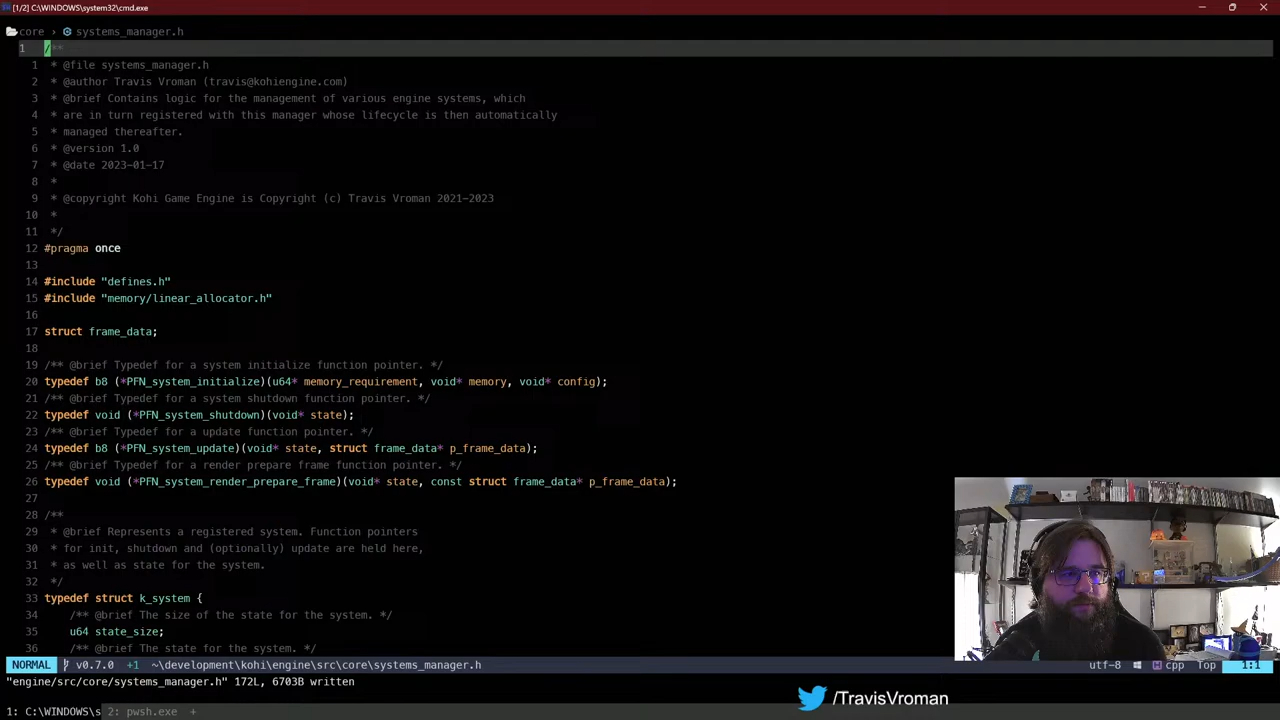 [1/2] C:\WINDOWS\system32\cmd.exe
core › systems_manager.h
1 /**
1 * @file systems_manager.h
2 * @author Travis Vroman (travis@kohiengine.com)
3 * @brief Contains logic for the management of various engine systems, which
4 * are in turn registered with this manager whose lifecycle is then automatically
5 * managed thereafter.
6 * @version 1.0
7 * @date 2023-01-17
8 *
9 * @copyright Kohi Game Engine is Copyright (c) Travis Vroman 2021-2023
10 *
11 */
12 #pragma once
13
14 #include "defines.h"
15 #include "memory/linear_allocator.h"
16
17 struct frame_data;
18
19 /** @brief Typedef for a system initialize function pointer. */
20 typedef b8 (*PFN_system_initialize)(u64* memory_requirement, void* memory, void* config);
21 /** @brief Typedef for a system shutdown function pointer. */
22 typedef void (*PFN_system_shutdown)(void* state);
23 /** @brief Typedef for a update function pointer. */
24 typedef b8 (*PFN_system_update)(void* state, struct frame_data* p_frame_data);
25 /** @brief Typedef for a render prepare frame function pointer. */
26 typedef void (*PFN_system_render_prepare_frame)(void* state, const struct frame_data* p_frame_data);
27
28 /**
29 * @brief Represents a registered system. Function pointers
30 * for init, shutdown and (optionally) update are held here,
31 * as well as state for the system.
32 */
33 typedef struct k_system {
34 /** @brief The size of the state for the system. */
35 u64 state_size;
36 /** @brief The state for the system. */
NORMAL v0.7.0 +1 ~\development\kohi\engine\src\core\systems_manager.h utf-8 cpp Top 1:1
"engine/src/core/systems_manager.h" 172L, 6703B written
/TravisVroman
1: C:\WINDOWS\s 2: pwsh.exe +